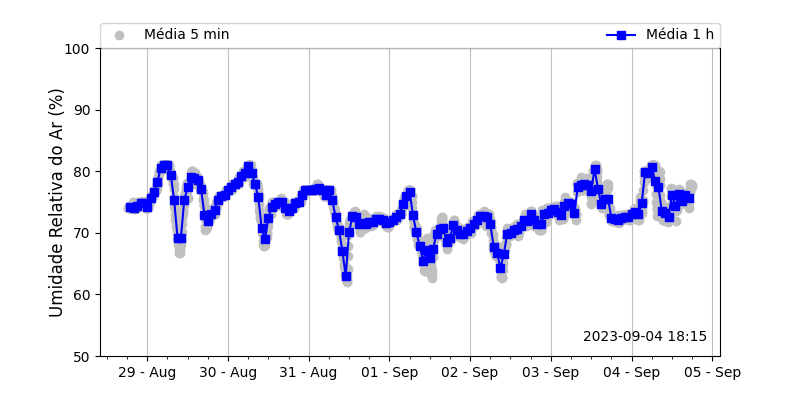 Média 5 min
Média 1 h
Umidade Relativa do Ar (%)
100
90
80
70
60
50
2023-09-04 18:15
29 - Aug
30 - Aug
31 - Aug
01 - Sep
02 - Sep
03 - Sep
04 - Sep
05 - Sep